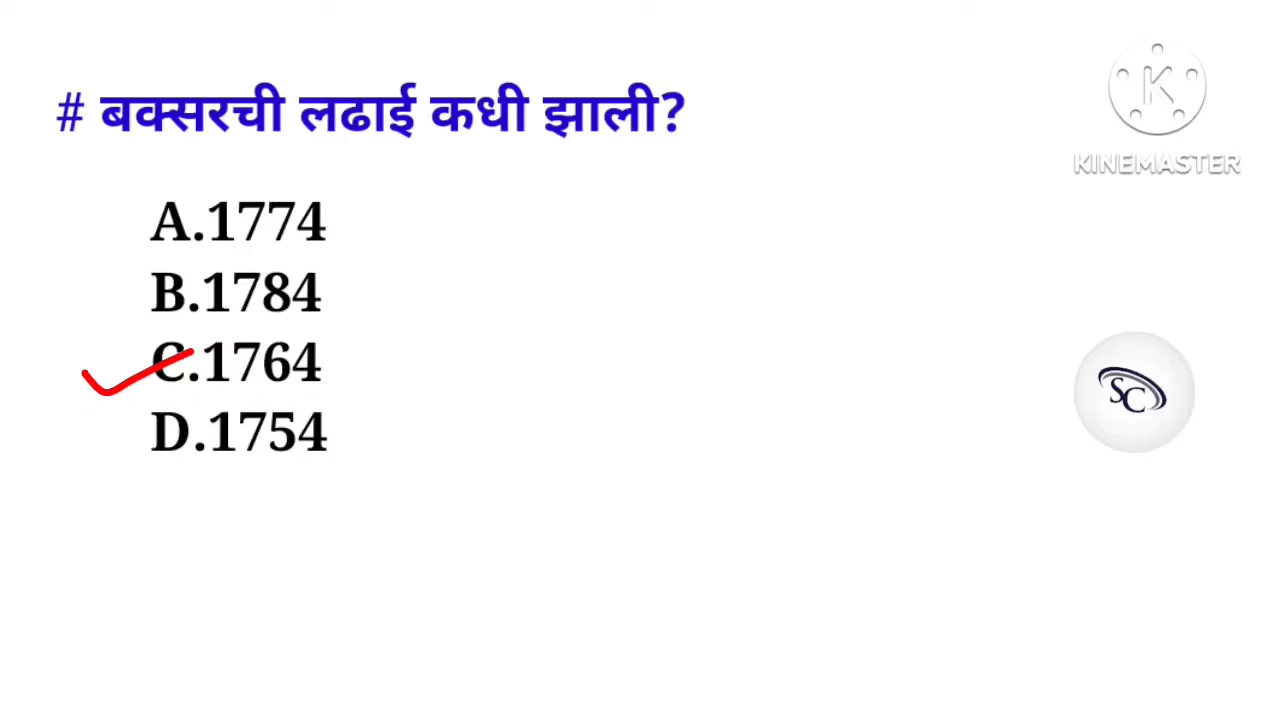 # बक्सरची लढाई कधी झाली?
A.1774
B.1784
C.1764
D.1754
K
KINEMASTER
SC